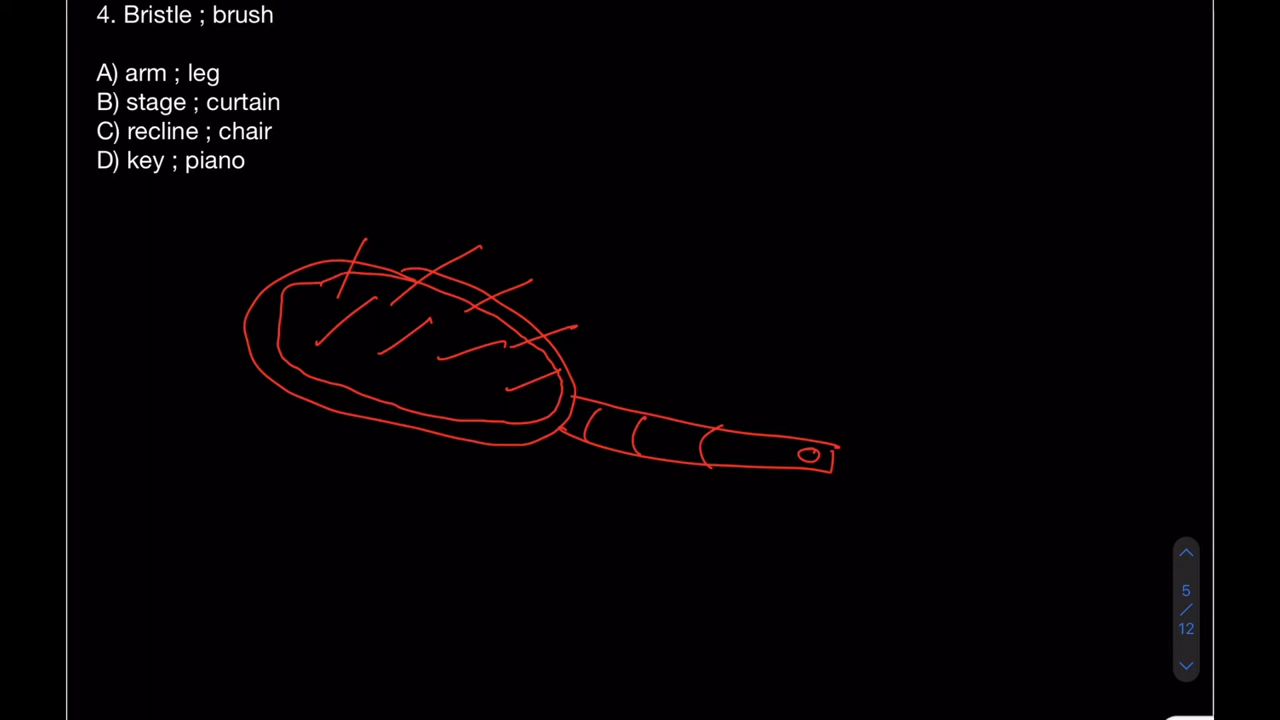 4. Bristle ; brush
A) arm ; leg
B) stage ; curtain
C) recline ; chair
D) key ; piano
5
/
12